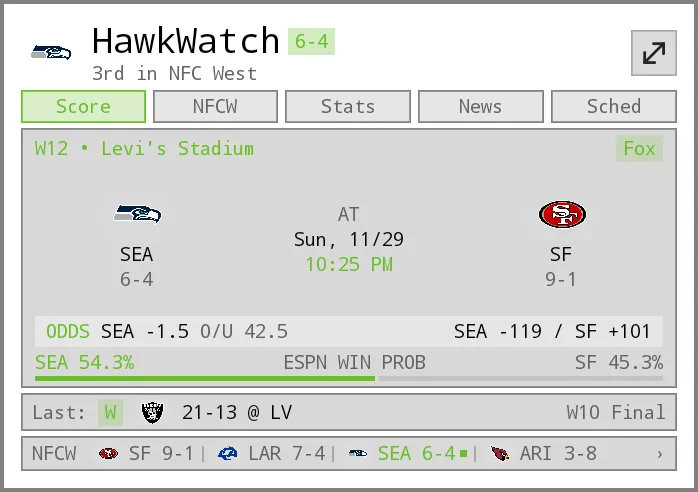 HawkWatch 6-4
3rd in NFC West
Score NFCW Stats News Sched
W12 • Levi's Stadium Fox
AT
Sun, 11/29
10:25 PM
SEA SF
6-4 9-1
ODDS SEA -1.5 O/U 42.5 SEA -119 / SF +101
SEA 54.3% ESPN WIN PROB SF 45.3%
Last: W 21-13 @ LV W10 Final
NFCW SF 9-1 | LAR 7-4 | SEA 6-4 ▪ | ARI 3-8 ›